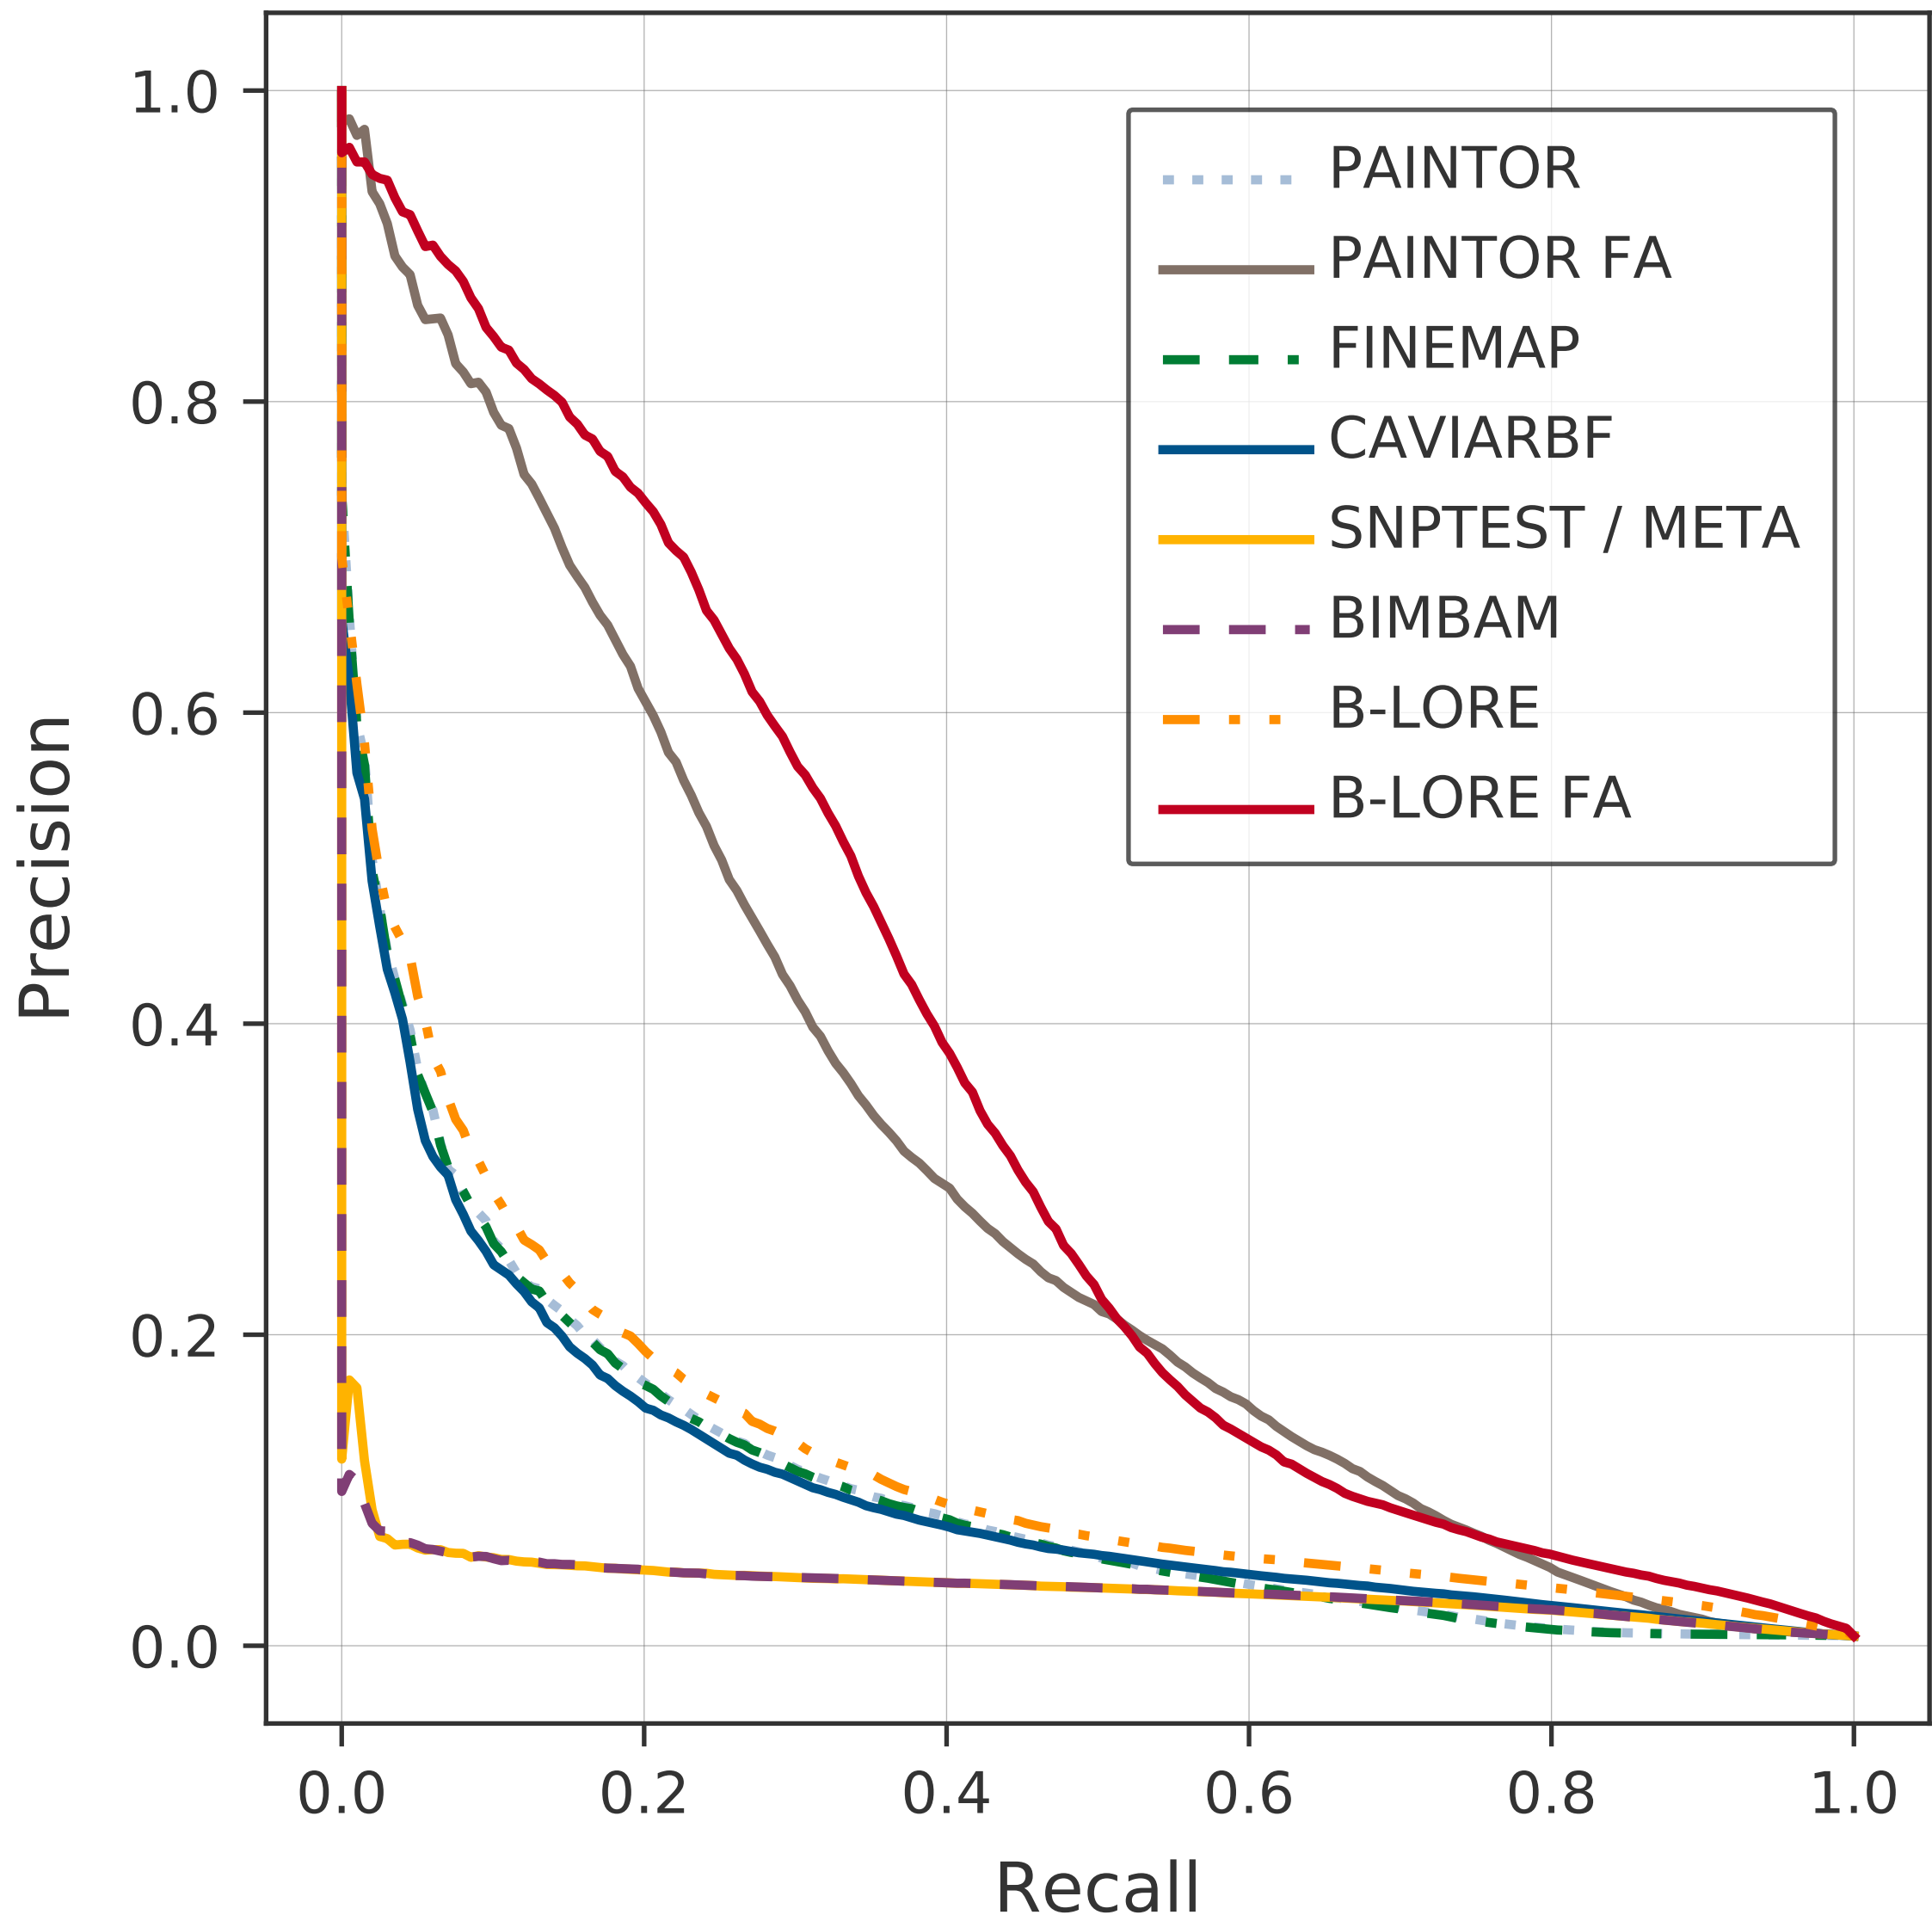 1.0
0.8
0.6
0.4
0.2
0.0
Precision
0.0 0.2 0.4 0.6 0.8 1.0
Recall
PAINTOR
PAINTOR FA
FINEMAP
CAVIARBF
SNPTEST / META
BIMBAM
B-LORE
B-LORE FA